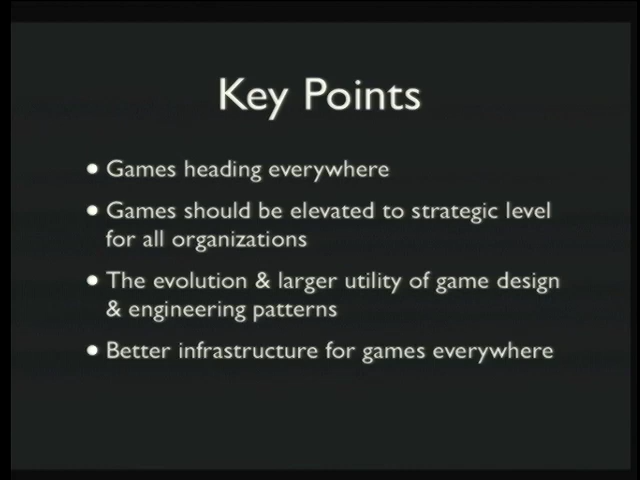 Key Points
• Games heading everywhere
• Games should be elevated to strategic level
for all organizations
• The evolution & larger utility of game design
& engineering patterns
• Better infrastructure for games everywhere